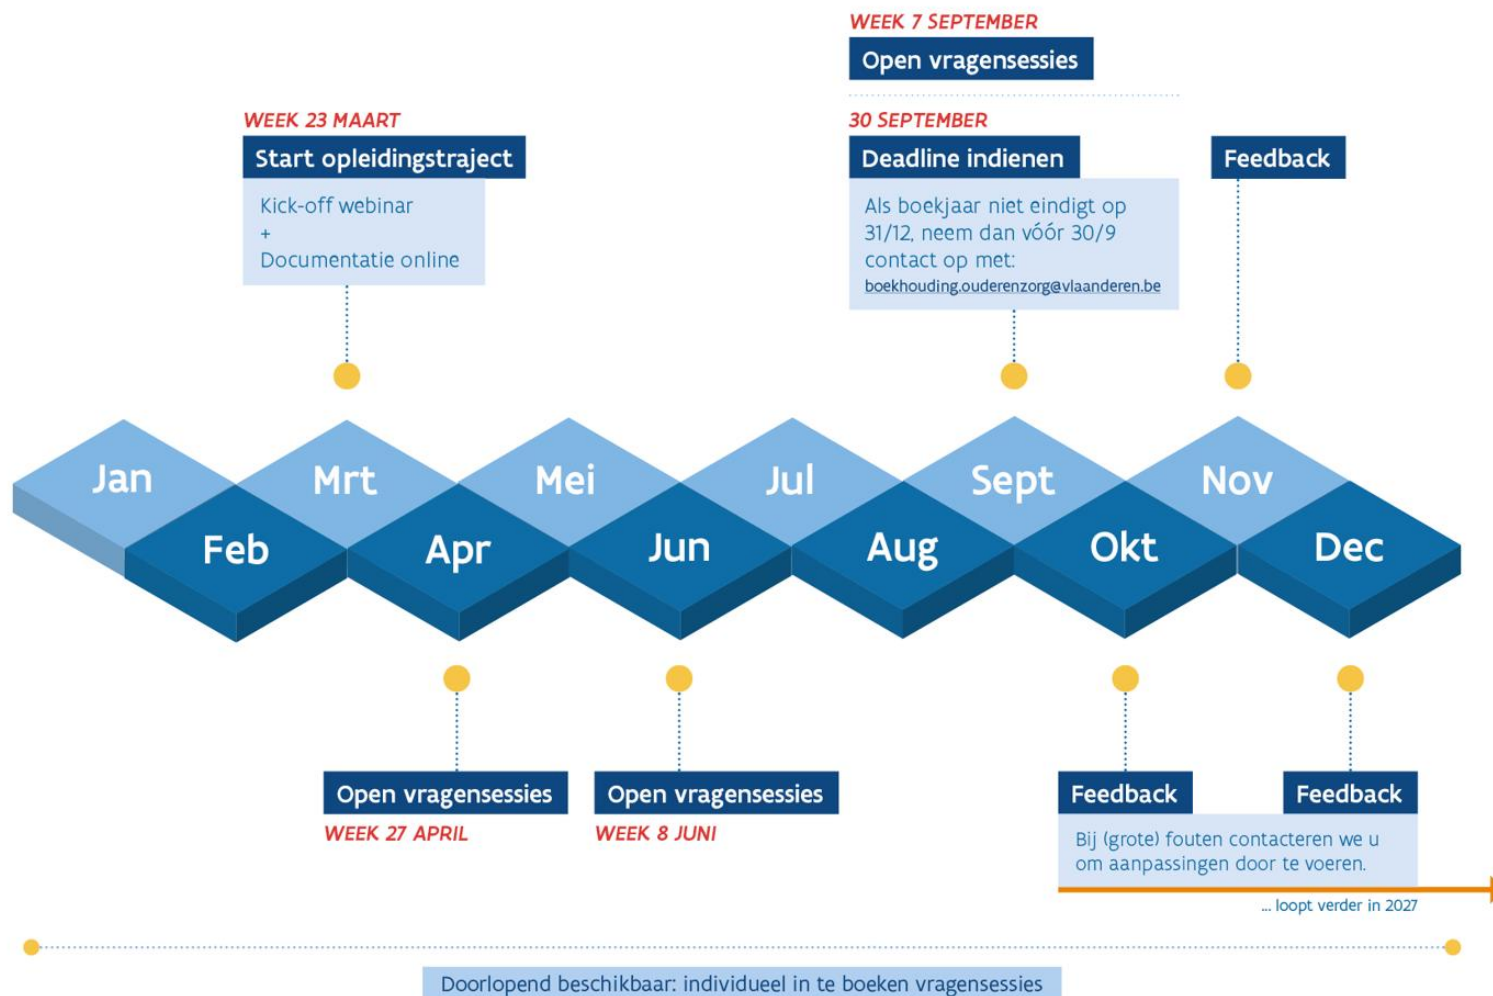 WEEK 7 SEPTEMBER
Open vragensessies
WEEK 23 MAART
Start opleidingstraject
Kick-off webinar
+
Documentatie online
30 SEPTEMBER
Deadline indienen
Als boekjaar niet eindigt op
31/12, neem dan vóór 30/9
contact op met:
boekhouding.ouderenzorg@vlaanderen.be
Feedback
Jan
Feb
Mrt
Apr
Mei
Jun
Jul
Aug
Sept
Okt
Nov
Dec
Open vragensessies
WEEK 27 APRIL
Open vragensessies
WEEK 8 JUNI
Feedback
Feedback
Bij (grote) fouten contacteren we u
om aanpassingen door te voeren.
... loopt verder in 2027
Doorlopend beschikbaar: individueel in te boeken vragensessies